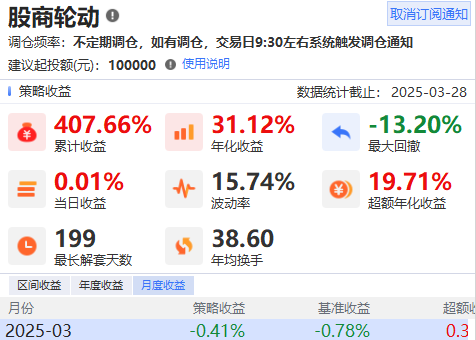 股商轮动
取消订阅通知
调仓频率：不定期调仓，如有调仓，交易日9:30左右系统触发调仓通知
建议起投额(元)：100000 使用说明
策略收益 数据统计截止：2025-03-28
407.66% 31.12% -13.20%
累计收益 年化收益 最大回撤
0.01% 15.74% 19.71%
当日收益 波动率 超额年化收益
199 38.60
最长解套天数 年均换手
区间收益 年度收益 月度收益
月份 策略收益 基准收益 超额收
2025-03 -0.41% -0.78% 0.3